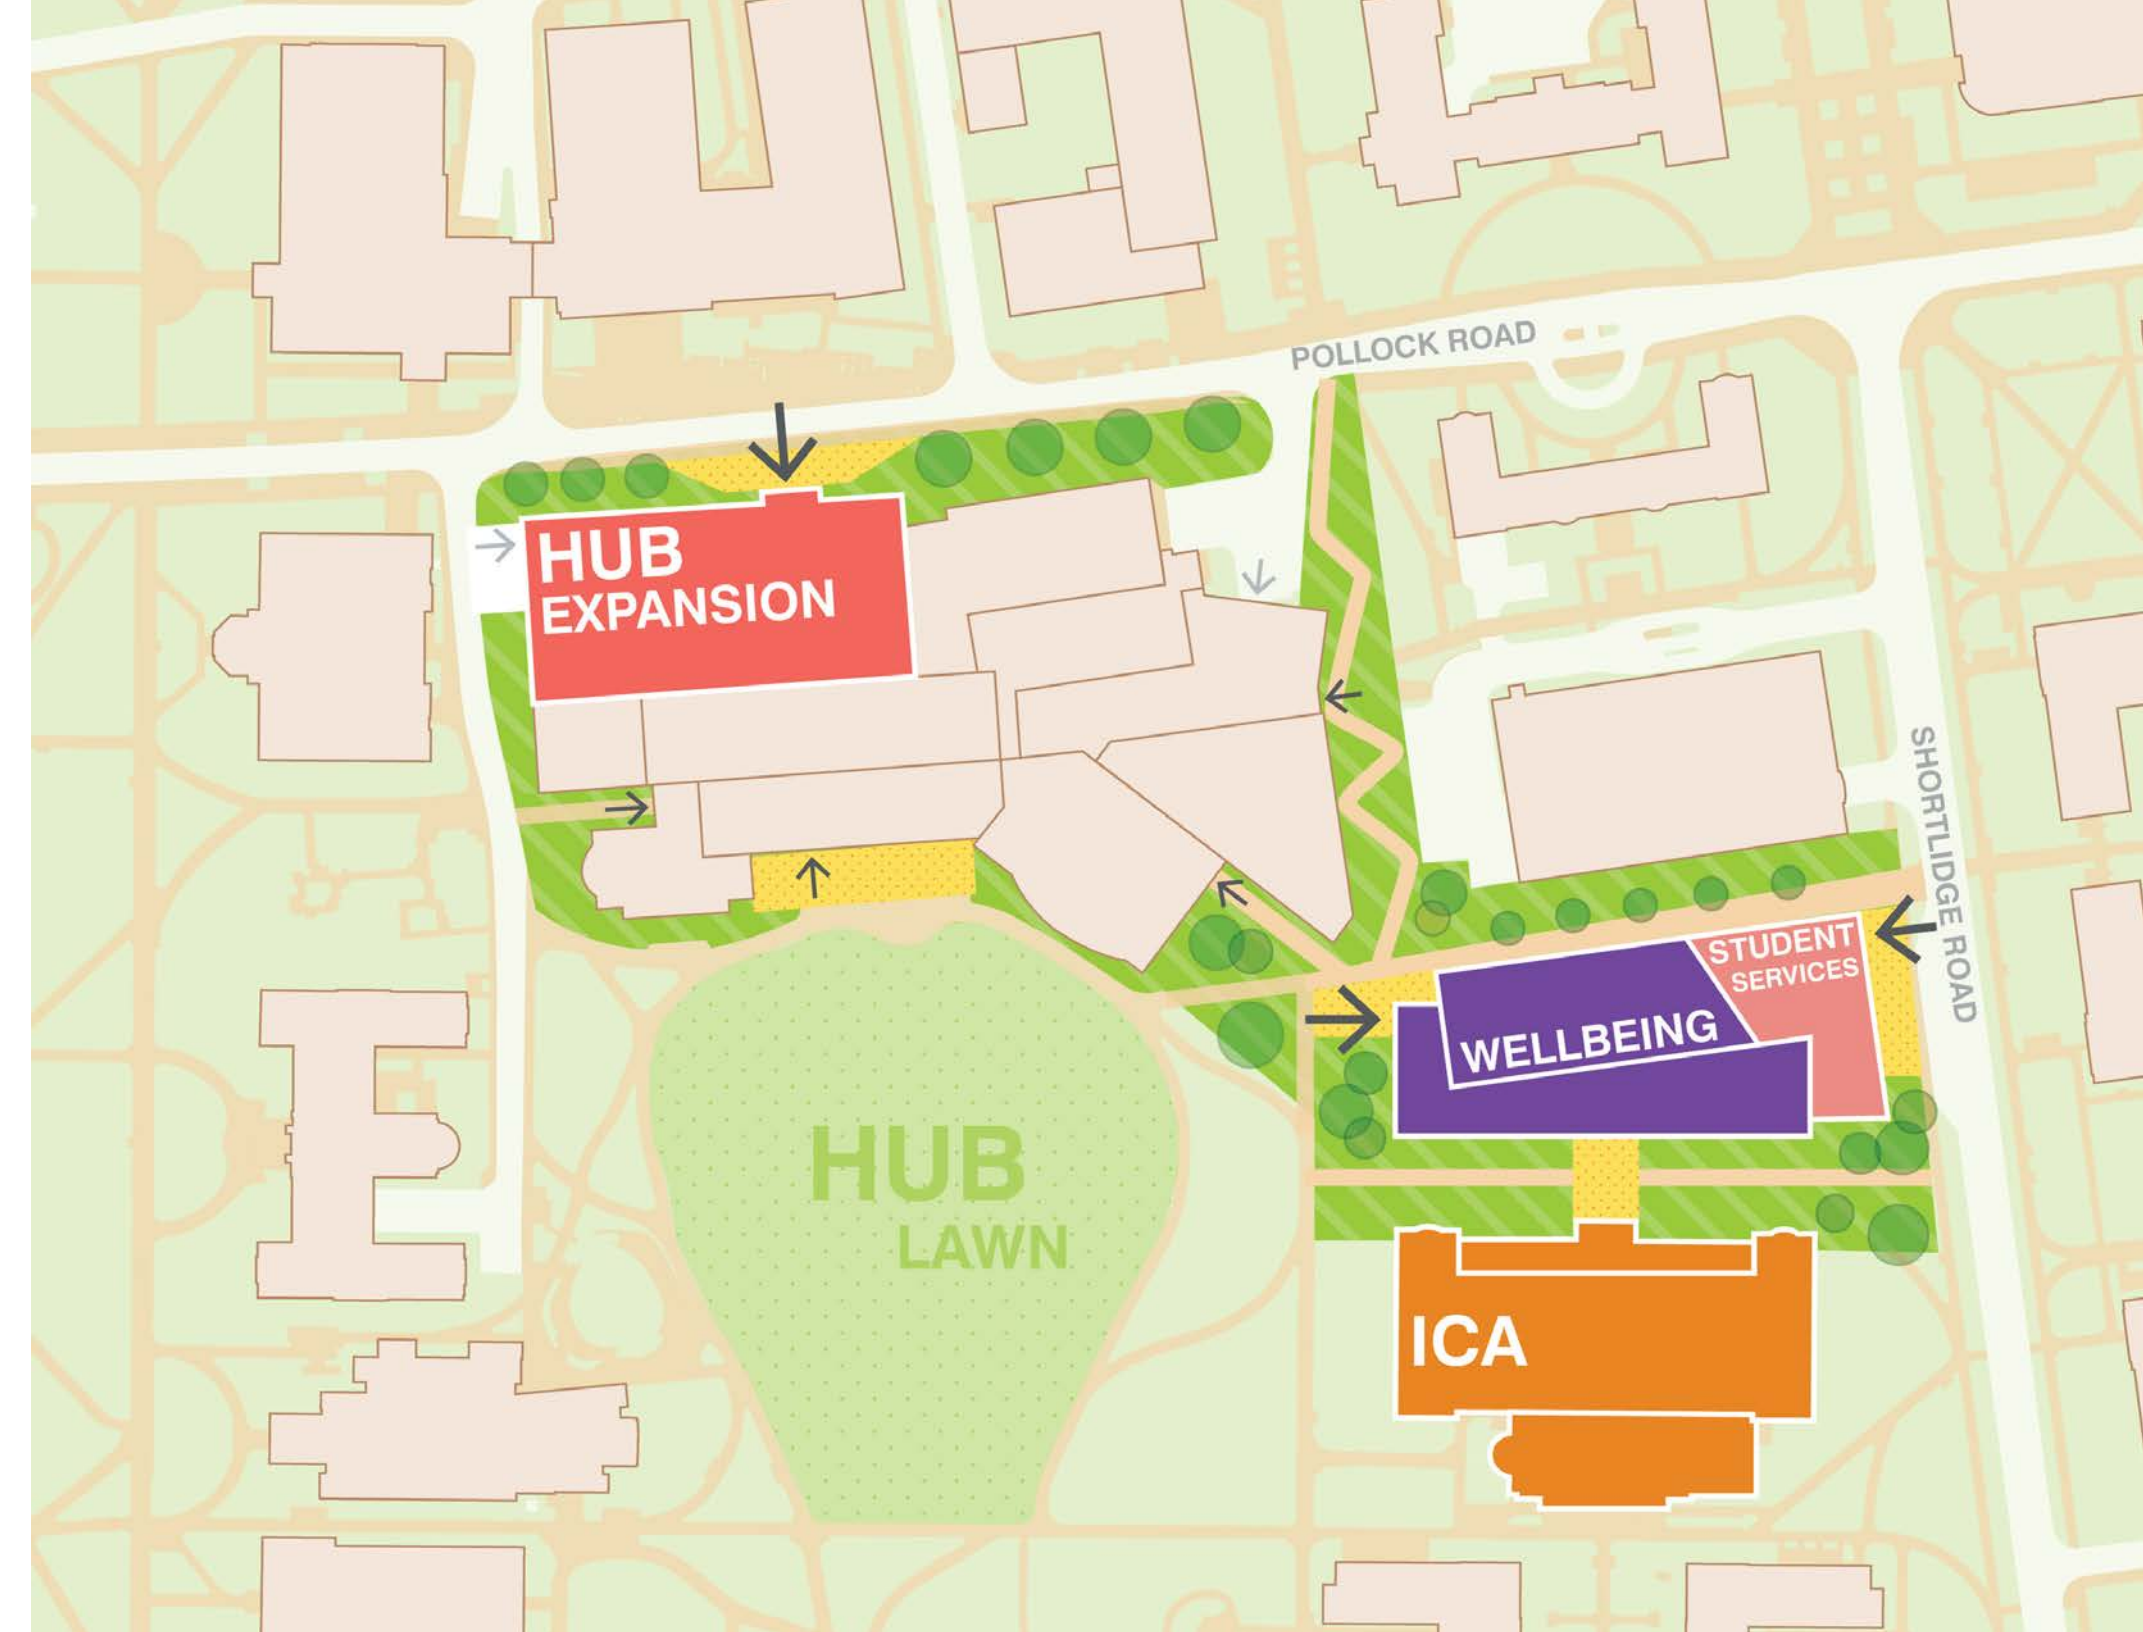 POLLOCK ROAD
HUB
EXPANSION
SHORTLIDGE ROAD
STUDENT
SERVICES
WELLBEING
HUB
LAWN
ICA